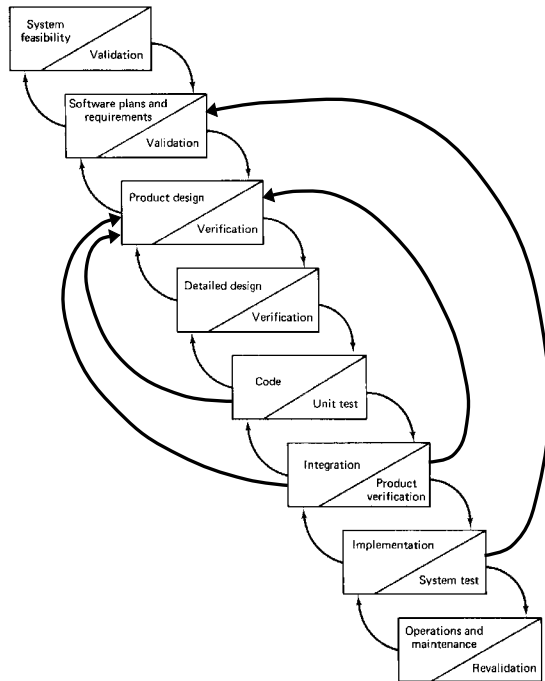 System
feasibility
Validation
Software plans and
requirements
Validation
Product design
Verification
Detailed design
Verification
Code
Unit test
Integration
Product
verification
Implementation
System test
Operations and
maintenance
Revalidation